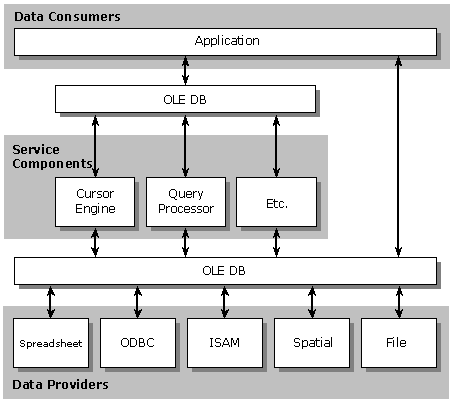 Data Consumers
Application
OLE DB
Service
Components
Cursor
Engine
Query
Processor
Etc.
OLE DB
Spreadsheet
ODBC
ISAM
Spatial
File
Data Providers